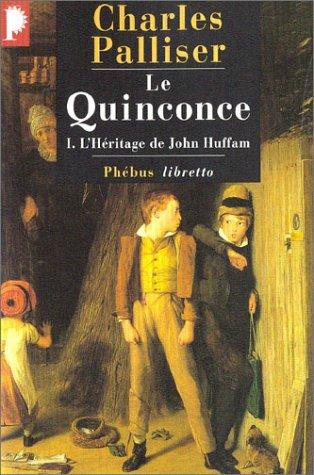 Charles
Palliser
Le
Quinconce
I. L'Héritage de John Huffam
Phébus libretto